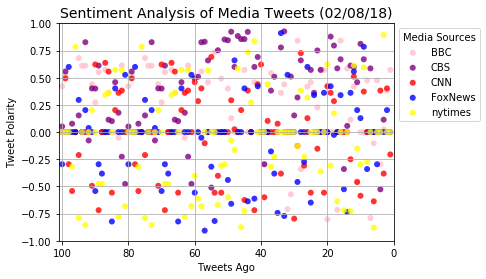 Sentiment Analysis of Media Tweets (02/08/18)
Tweet Polarity
1.00
0.75
0.50
0.25
0.00
−0.25
−0.50
−0.75
−1.00
100
80
60
40
20
0
Tweets Ago
Media Sources
BBC
CBS
CNN
FoxNews
nytimes